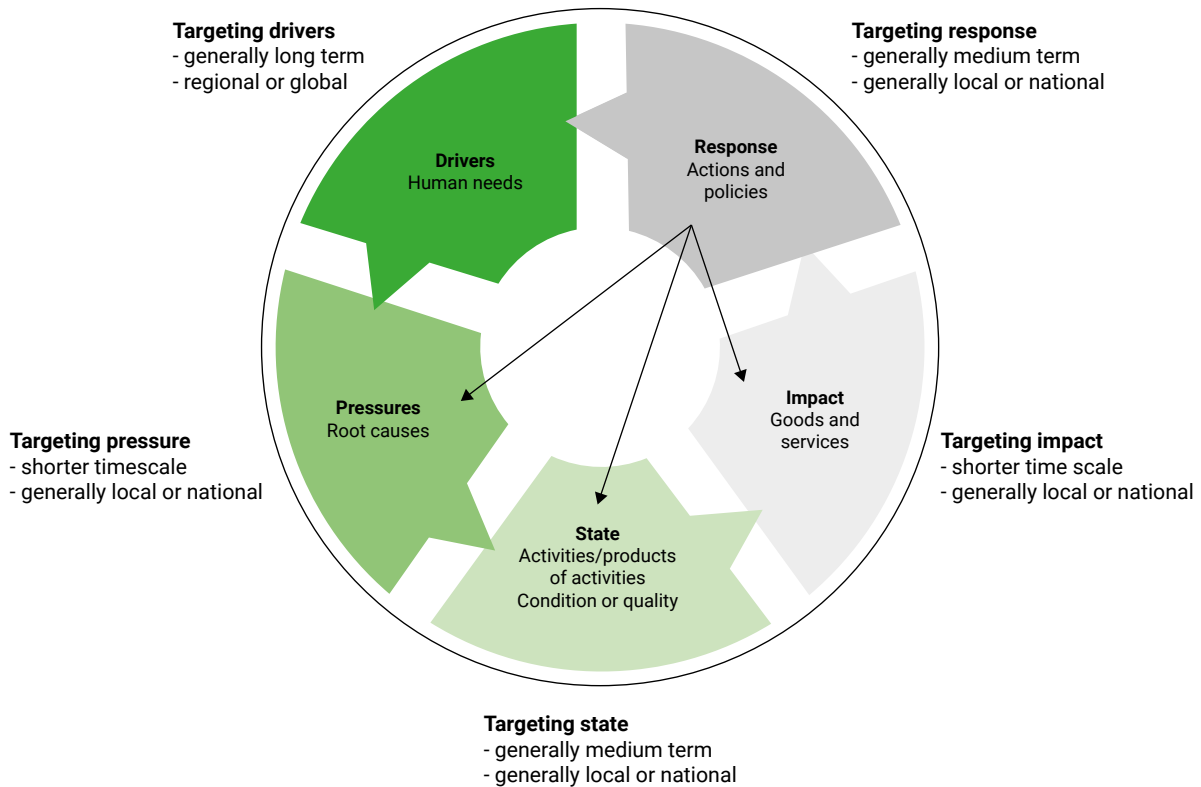 Targeting drivers
- generally long term
- regional or global
Targeting response
- generally medium term
- generally local or national
Drivers
Human needs
Response
Actions and
policies
Pressures
Root causes
Impact
Goods and
services
Targeting pressure
- shorter timescale
- generally local or national
Targeting impact
- shorter time scale
- generally local or national
State
Activities/products
of activities
Condition or quality
Targeting state
- generally medium term
- generally local or national